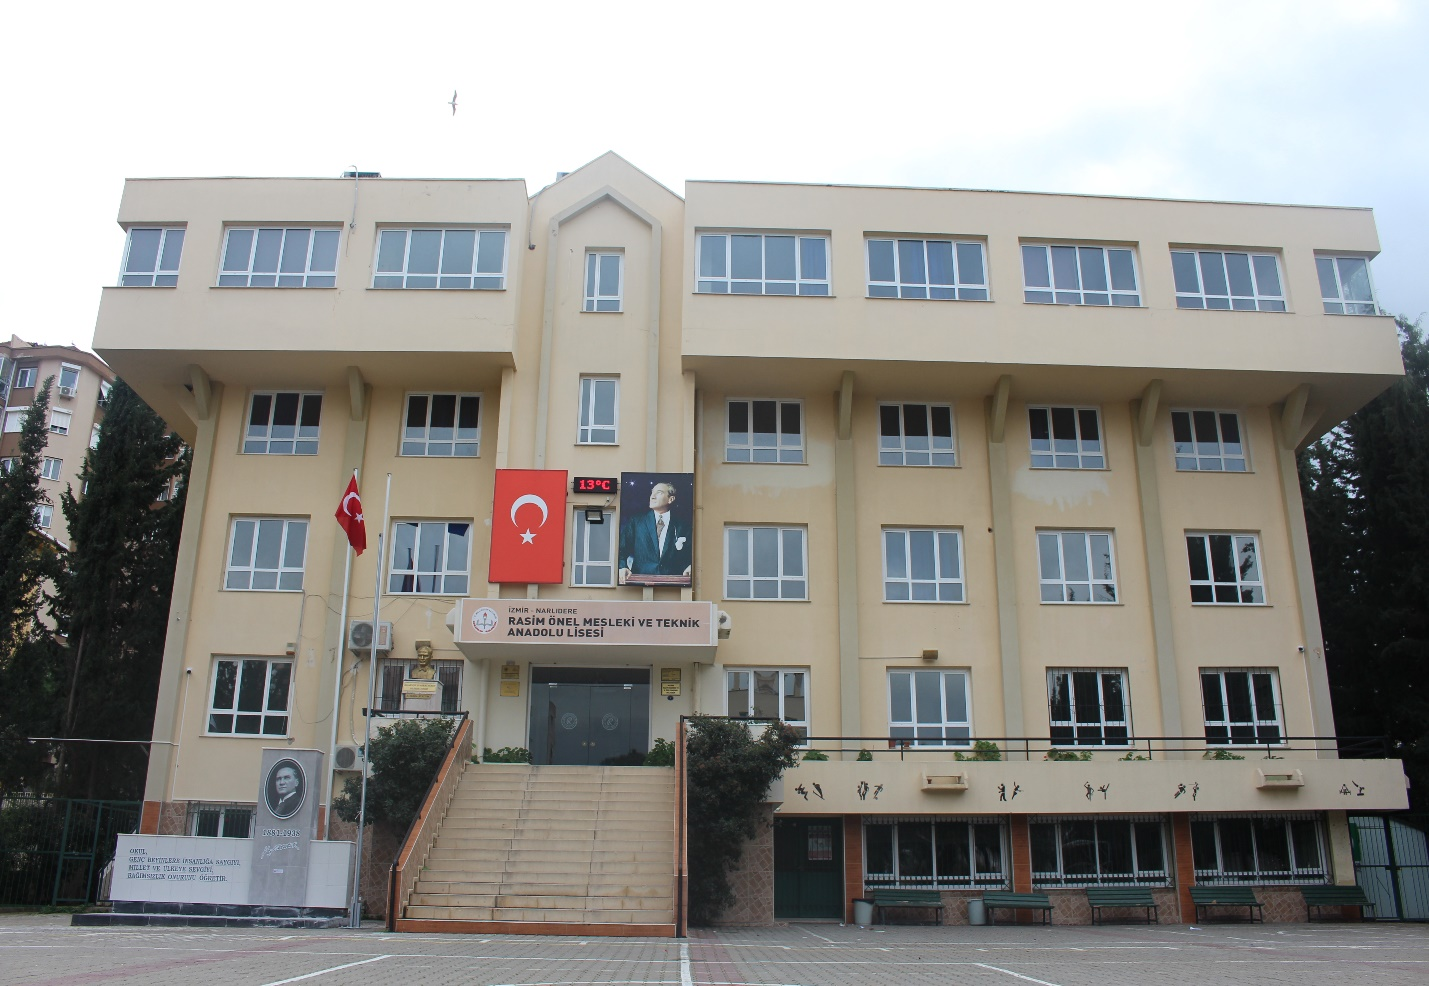 13°C
İZMİR - NARLIDERE
RASİM ÖNEL MESLEKİ VE TEKNİK
ANADOLU LİSESİ
1881-1938
OKUL,
GENÇ BEYİNLERE İNSANLIĞA SAYGIYI,
MİLLET VE ÜLKEYE SEVGİYİ,
BAĞIMSIZLIK ONURUNU ÖĞRETİR.